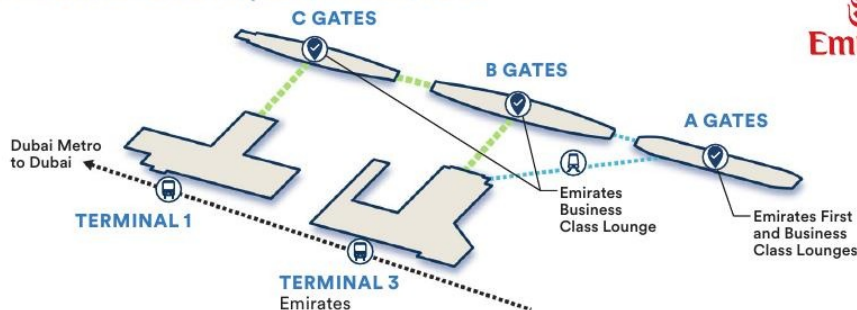 C GATES
B GATES
A GATES
Dubai Metro
to Dubai
TERMINAL 1
Emirates
Business
Class Lounge
Emirates First
and Business
Class Lounges
TERMINAL 3
Emirates